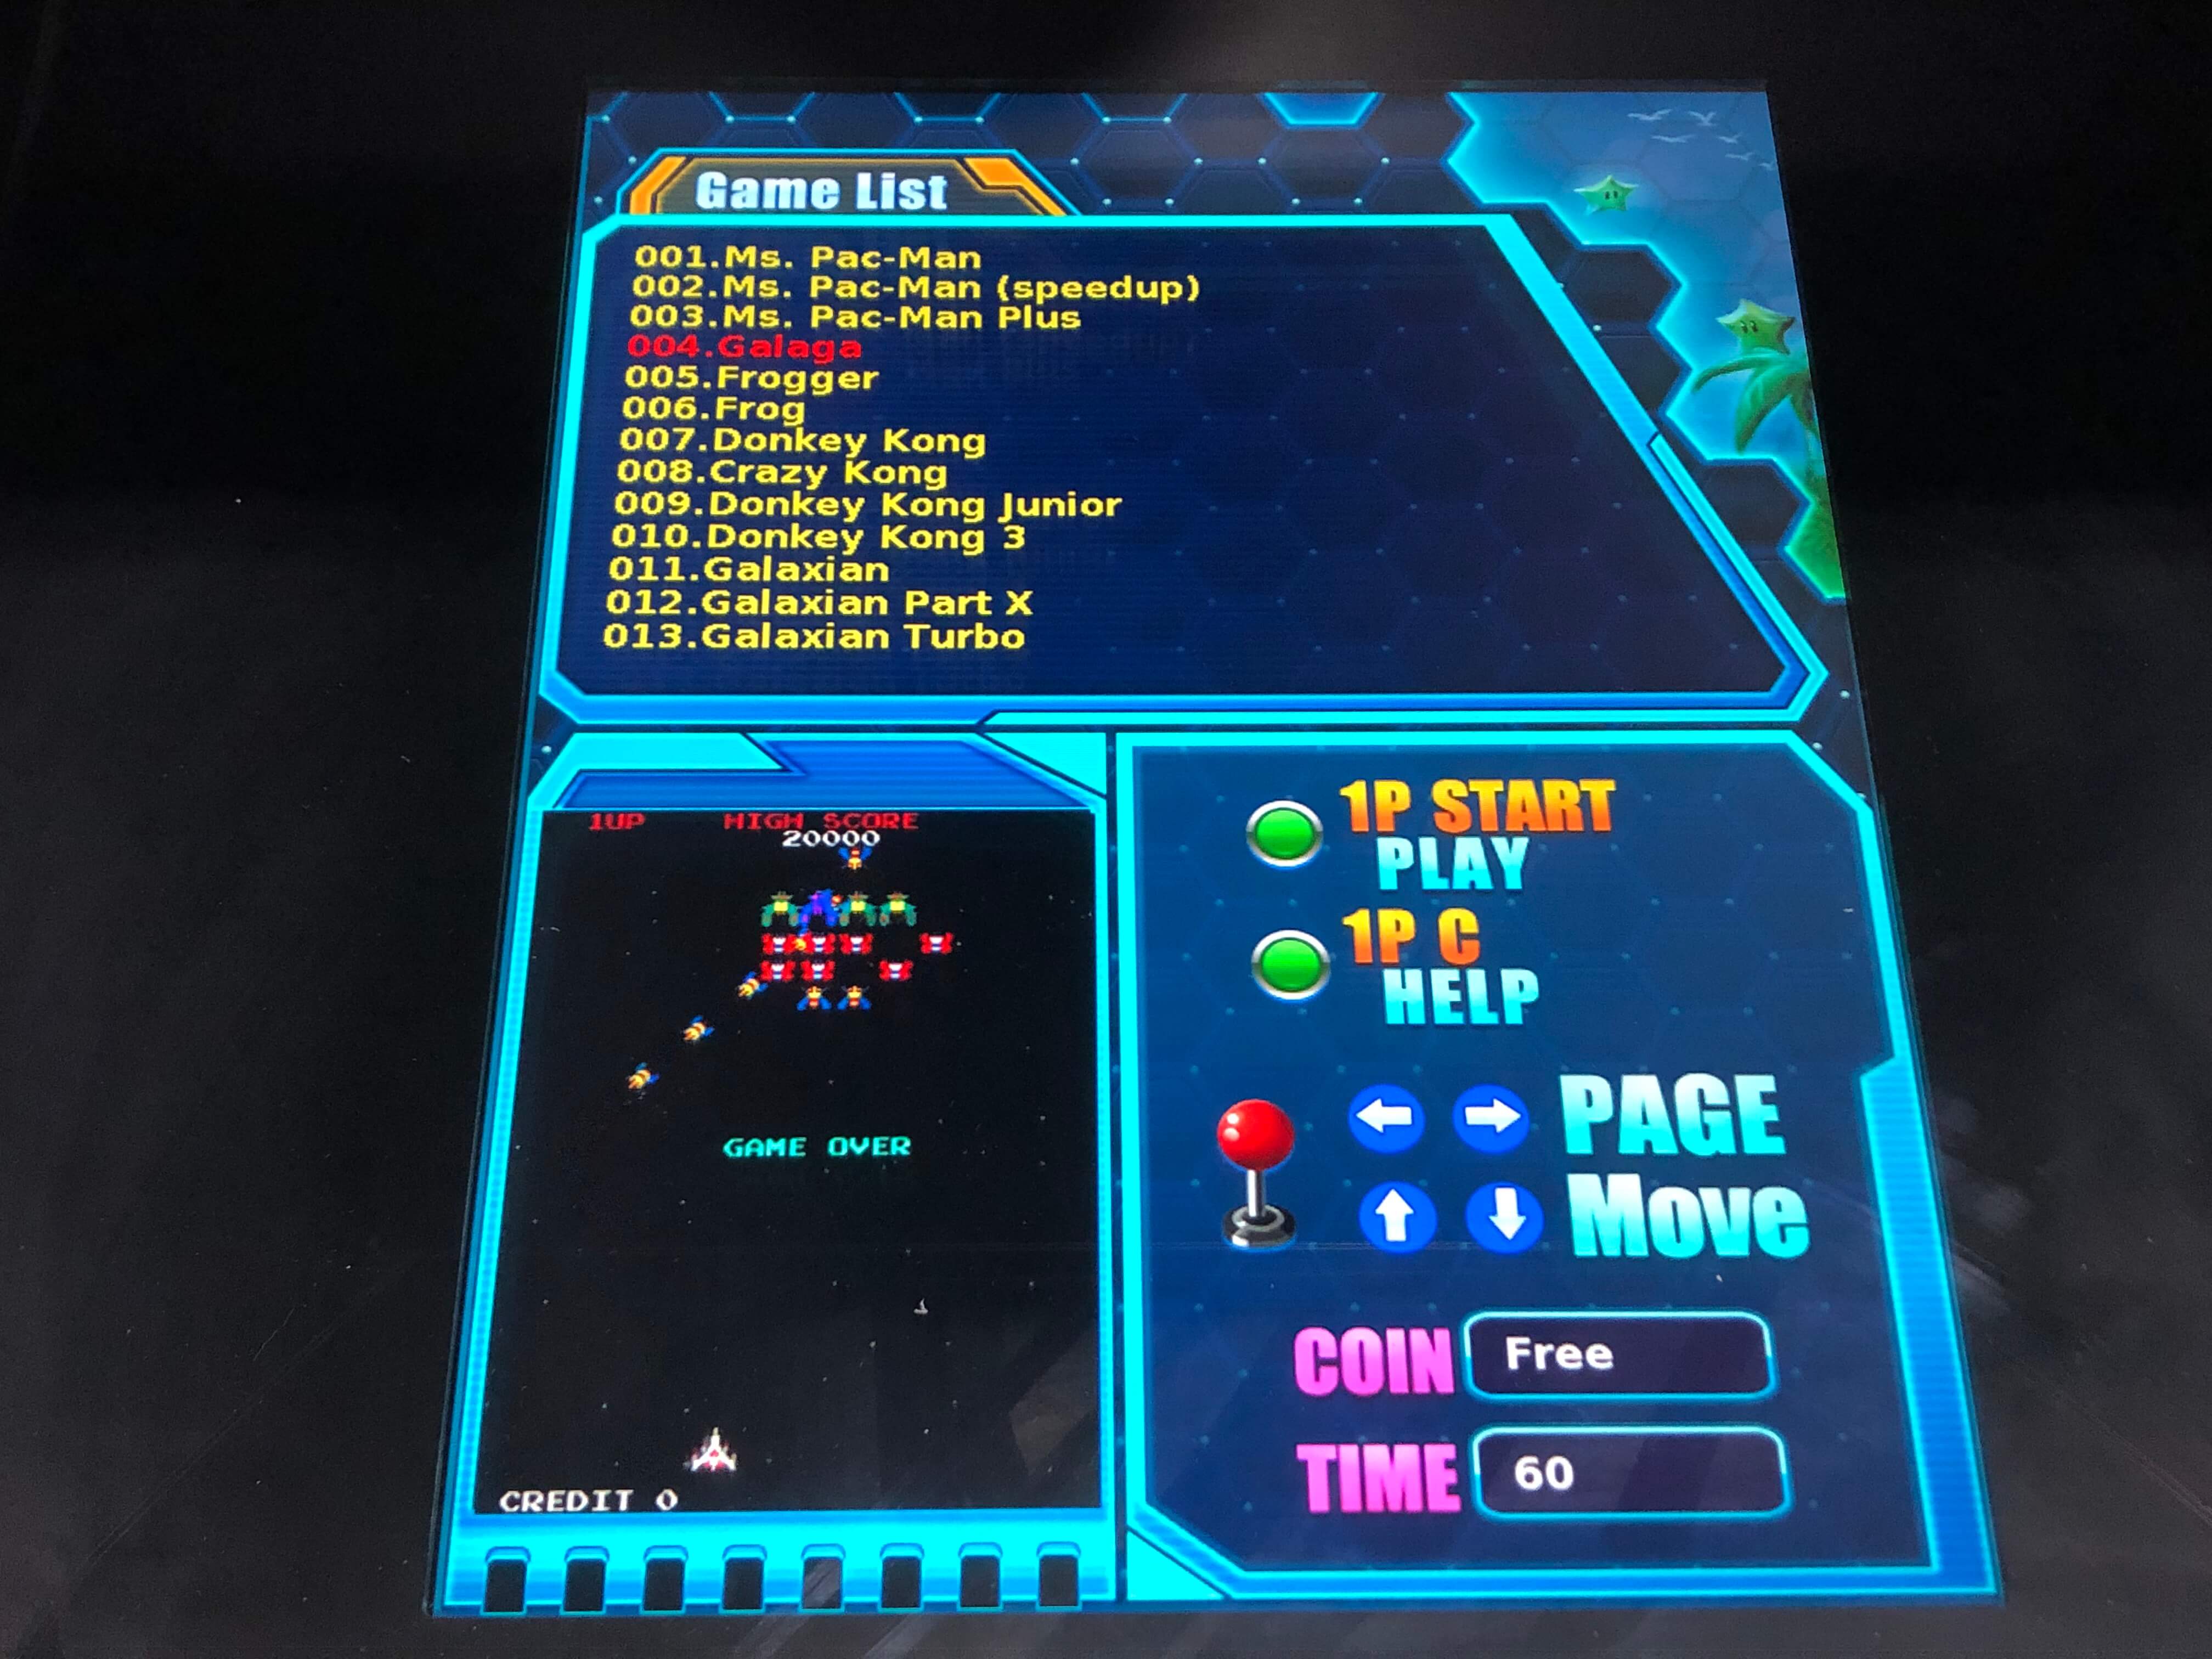 Game List
001.Ms. Pac-Man
002.Ms. Pac-Man (speedup)
003.Ms. Pac-Man Plus
004.Galaga
005.Frogger
006.Frog
007.Donkey Kong
008.Crazy Kong
009.Donkey Kong Junior
010.Donkey Kong 3
011.Galaxian
012.Galaxian Part X
013.Galaxian Turbo
1UP HIGH SCORE
20000
GAME OVER
CREDIT 0
1P START
PLAY
1P C
HELP
PAGE
Move
COIN Free
TIME 60